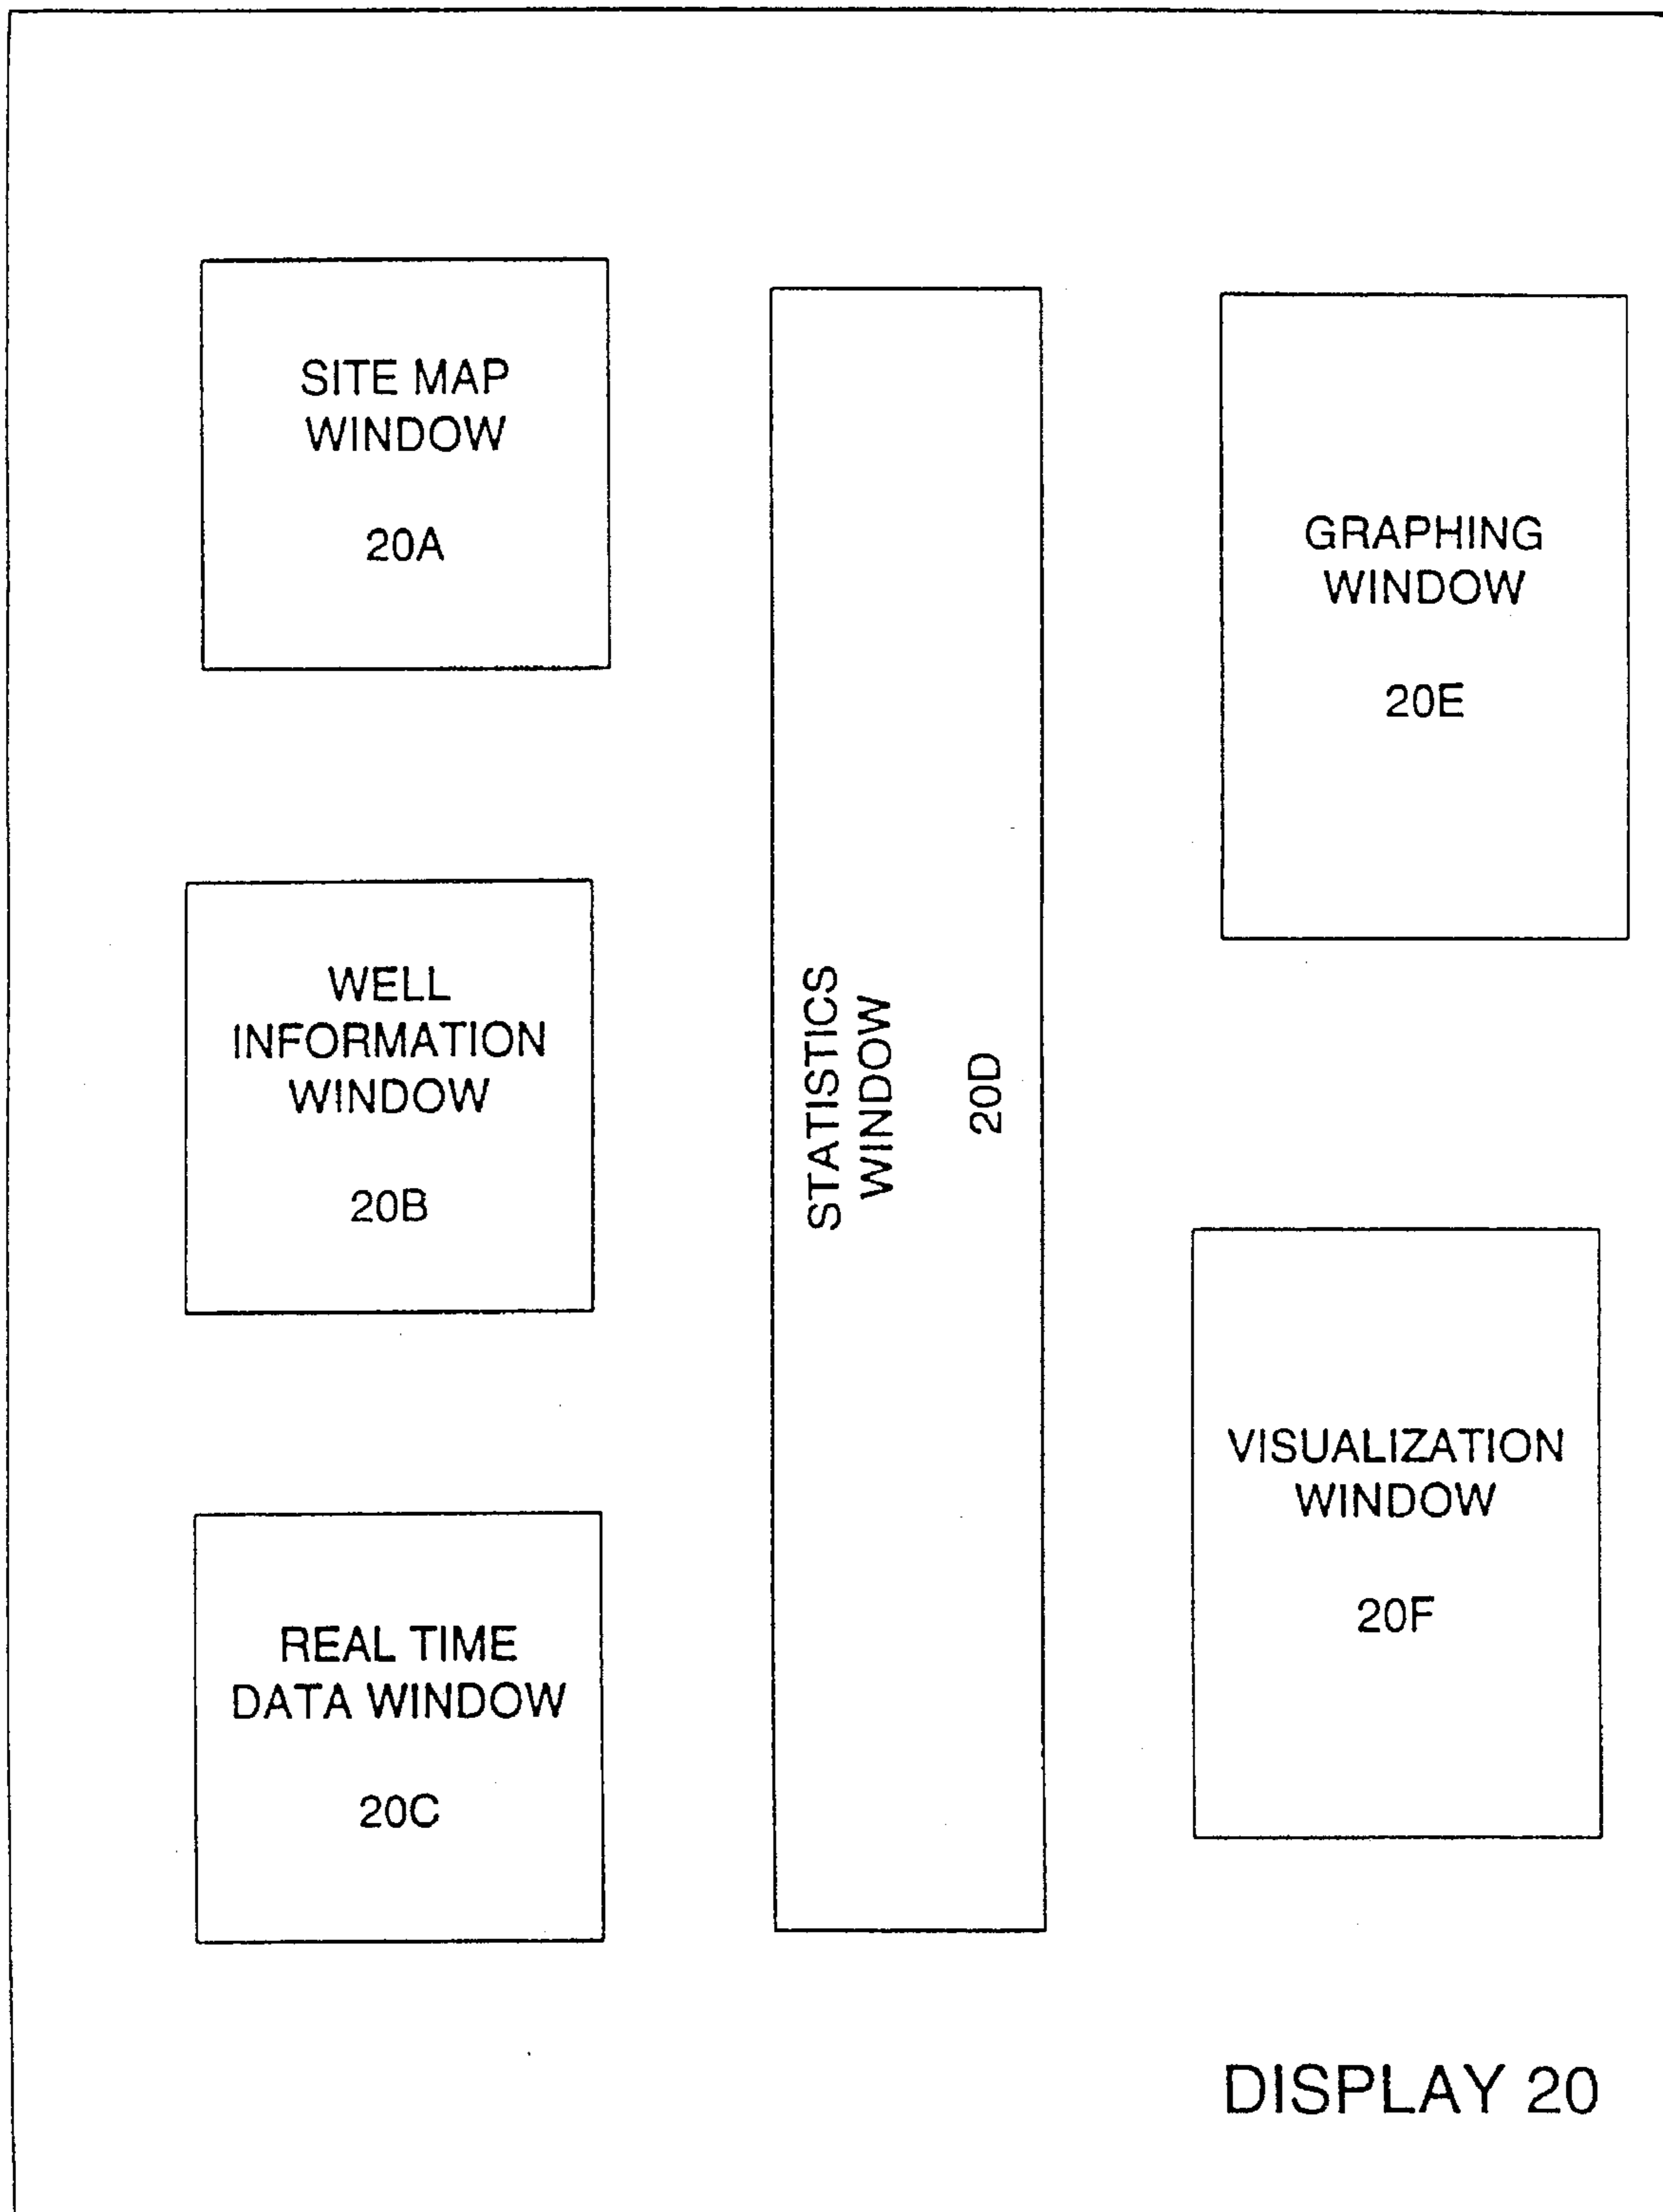 SITE MAP
WINDOW
20A
WELL
INFORMATION
WINDOW
20B
REAL TIME
DATA WINDOW
20C
STATISTICS
WINDOW
20D
GRAPHING
WINDOW
20E
VISUALIZATION
WINDOW
20F
DISPLAY 20